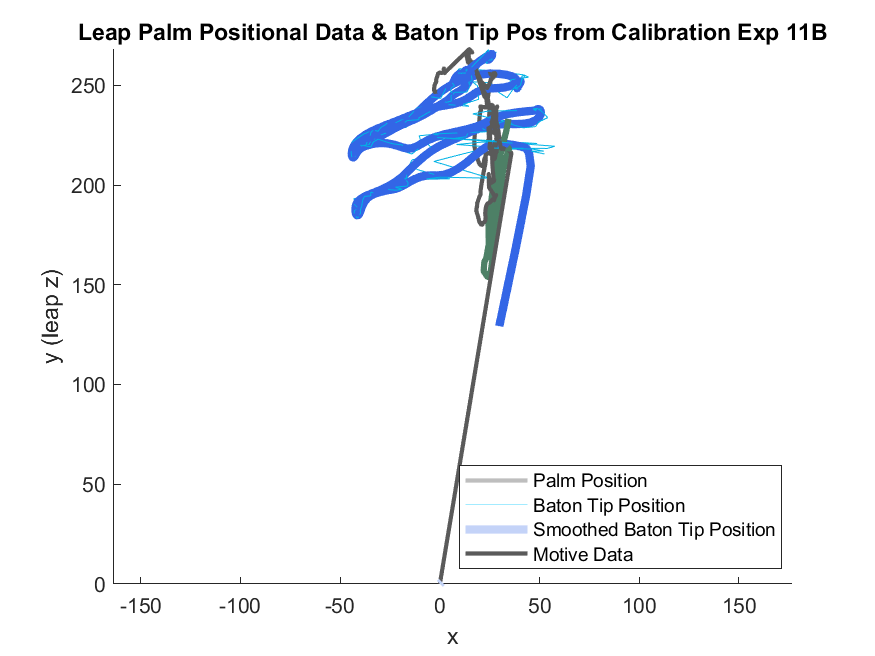 Leap Palm Positional Data & Baton Tip Pos from Calibration Exp 11B
y (leap z)
250
200
150
100
50
0
-150
-100
-50
0
50
100
150
x
Palm Position
Baton Tip Position
Smoothed Baton Tip Position
Motive Data